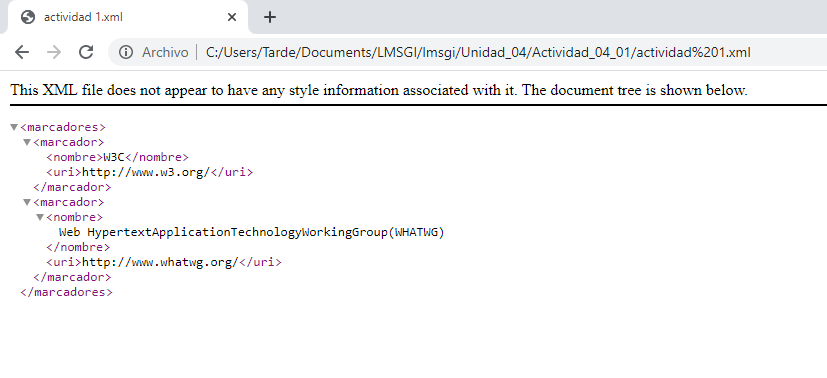 actividad 1.xml
Archivo | C:/Users/Tarde/Documents/LMSGI/lmsgi/Unidad_04/Actividad_04_01/actividad%201.xml
This XML file does not appear to have any style information associated with it. The document tree is shown below.
<marcadores>
<marcador>
<nombre>W3C</nombre>
<uri>http://www.w3.org/</uri>
</marcador>
<marcador>
<nombre>
Web HypertextApplicationTechnologyWorkingGroup(WHATWG)
</nombre>
<uri>http://www.whatwg.org/</uri>
</marcador>
</marcadores>